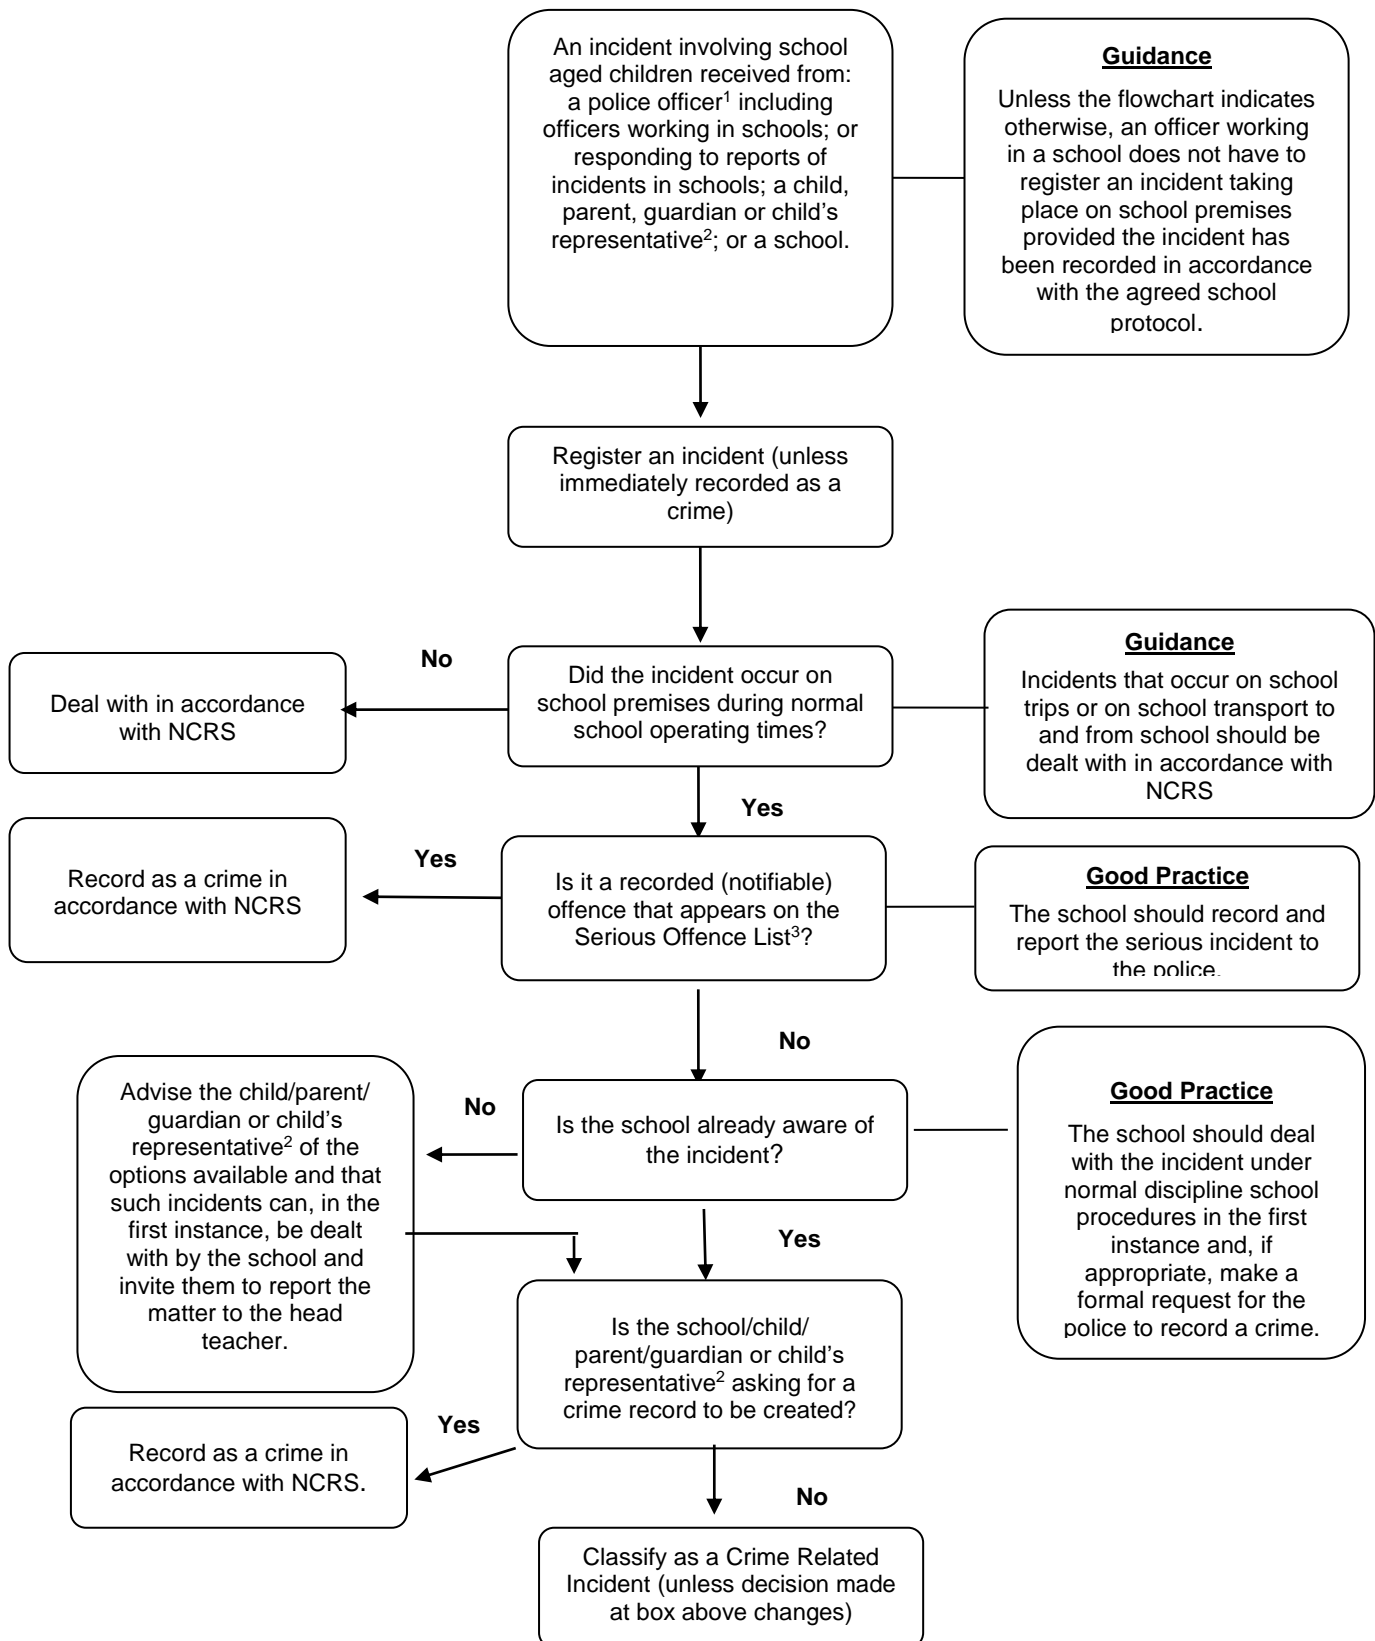 An incident involving school
aged children received from:
a police officer¹ including
officers working in schools; or
responding to reports of
incidents in schools; a child,
parent, guardian or child’s
representative²; or a school.
Guidance
Unless the flowchart indicates
otherwise, an officer working
in a school does not have to
register an incident taking
place on school premises
provided the incident has
been recorded in accordance
with the agreed school
protocol.
Register an incident (unless
immediately recorded as a
crime)
No
Deal with in accordance
with NCRS
Did the incident occur on
school premises during normal
school operating times?
Guidance
Incidents that occur on school
trips or on school transport to
and from school should be
dealt with in accordance with
NCRS
Yes
Yes
Record as a crime in
accordance with NCRS
Is it a recorded (notifiable)
offence that appears on the
Serious Offence List³?
Good Practice
The school should record and
report the serious incident to
the police.
No
Advise the child/parent/
guardian or child’s
representative² of the
options available and that
such incidents can, in the
first instance, be dealt
with by the school and
invite them to report the
matter to the head
teacher.
No
Is the school already aware of
the incident?
Good Practice
The school should deal
with the incident under
normal discipline school
procedures in the first
instance and, if
appropriate, make a
formal request for the
police to record a crime.
Yes
Is the school/child/
parent/guardian or child’s
representative² asking for a
crime record to be created?
Yes
Record as a crime in
accordance with NCRS.
No
Classify as a Crime Related
Incident (unless decision made
at box above changes)